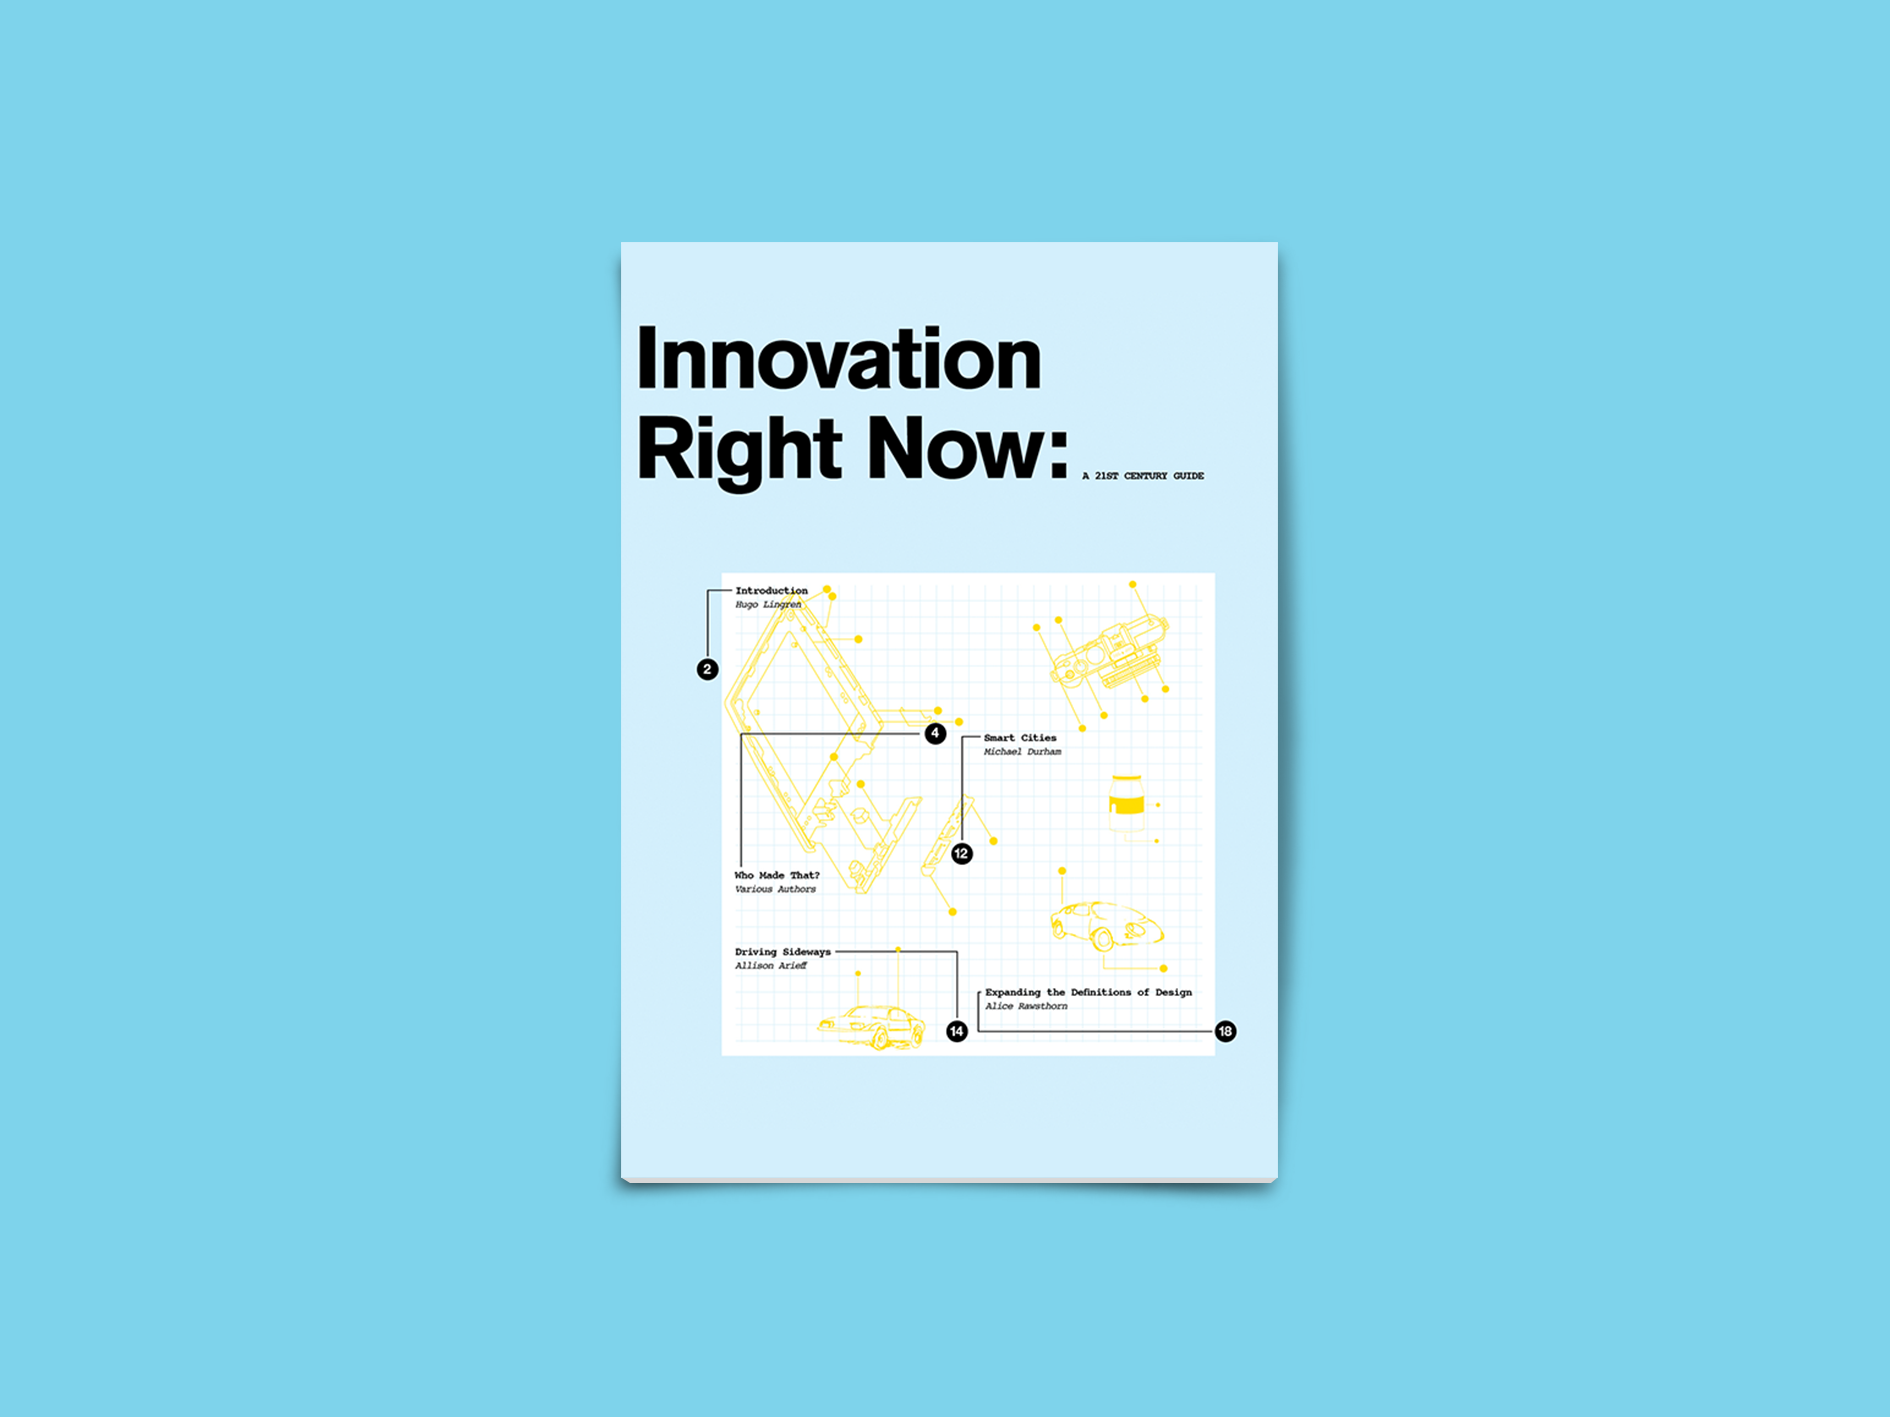 Innovation
Right Now: A 21ST CENTURY GUIDE
Introduction
Hugo Lingren
2
4
Smart Cities
Michael Durham
12
Who Made That?
Various Authors
Driving Sideways
Allison Arieff
14
Expanding the Definitions of Design
Alice Rawsthorn
18